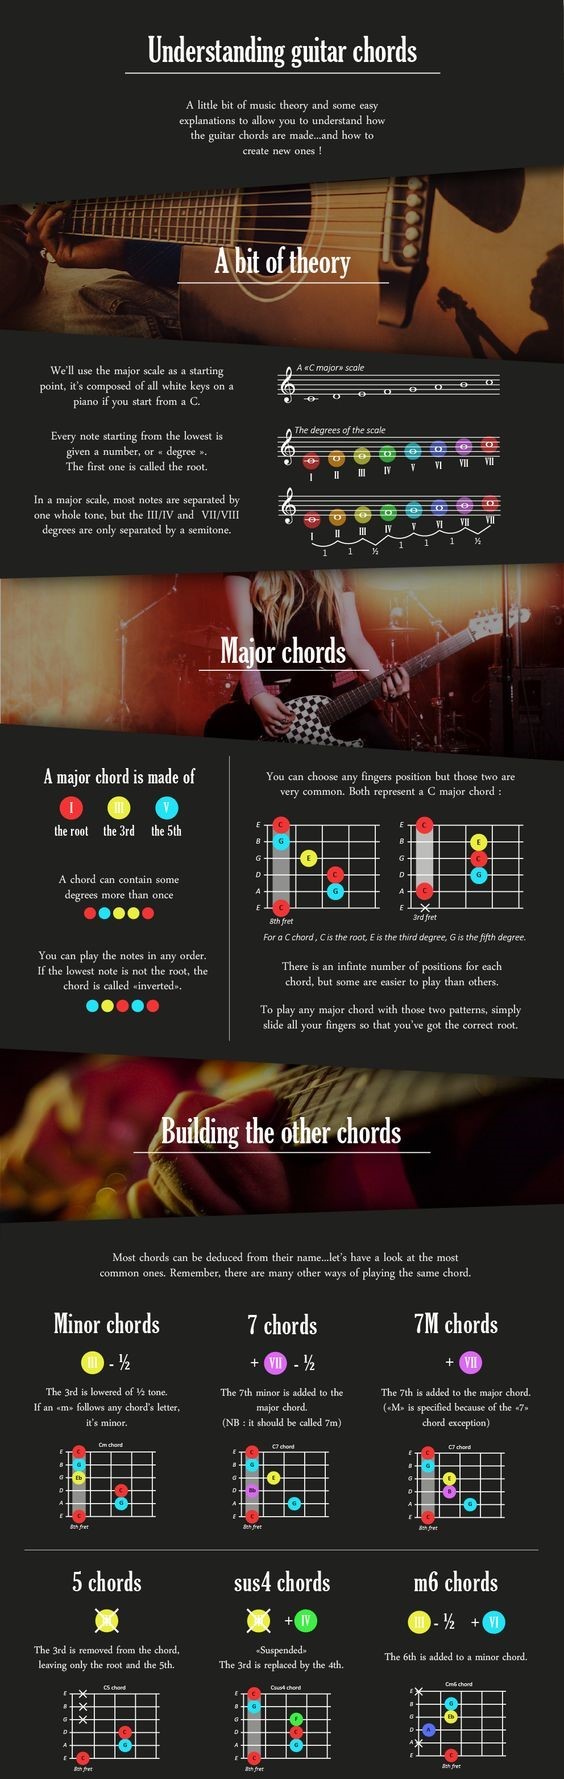 Understanding guitar chords
A little bit of music theory and some easy
explanations to allow you to understand how
the guitar chords are made...and how to
create new ones !
A bit of theory
We'll use the major scale as a starting
point, it's composed of all white keys on a
piano if you start from a C.
Every note starting from the lowest is
given a number, or « degree ».
The first one is called the root.
In a major scale, most notes are separated by
one whole tone, but the III/IV and VII/VIII
degrees are only separated by a semitone.
A «C major» scale
The degrees of the scale
I II III IV V VI VII VII
I II III IV V VI VII VII
1 1 ½ 1 1 1 ½
Major chords
A major chord is made of
I III V
the root the 3rd the 5th
A chord can contain some
degrees more than once
You can play the notes in any order.
If the lowest note is not the root, the
chord is called «inverted».
You can choose any fingers position but those two are
very common. Both represent a C major chord :
E C
B G
G E
D C
A G
E C
8th fret
E C
B E
G C
D G
A C
E
3rd fret
For a C chord , C is the root, E is the third degree, G is the fifth degree.
There is an infinte number of positions for each
chord, but some are easier to play than others.
To play any major chord with those two patterns, simply
slide all your fingers so that you've got the correct root.
Building the other chords
Most chords can be deduced from their name...let's have a look at the most
common ones. Remember, there are many other ways of playing the same chord.
Minor chords
III - ½
The 3rd is lowered of ½ tone.
If an «m» follows any chord's letter,
it's minor.
Cm chord
E C
B G
G Eb
D C
A G
E C
8th fret
7 chords
+ VII - ½
The 7th minor is added to the
major chord.
(NB : it should be called 7m)
C7 chord
E C
B G
G E
D Bb
A G
E C
8th fret
7M chords
+ VII
The 7th is added to the major chord.
(«M» is specified because of the «7»
chord exception)
C7 chord
E C
B G
G E
D B
A G
E C
8th fret
5 chords
III
The 3rd is removed from the chord,
leaving only the root and the 5th.
C5 chord
E
B
G
D C
A G
E C
8th fret
sus4 chords
III + IV
«Suspended»
The 3rd is replaced by the 4th.
Csus4 chord
E C
B G
G F
D C
A G
E C
8th fret
m6 chords
III - ½ + VI
The 6th is added to a minor chord.
Cm6 chord
E
B G
G Eb
D A
A
E C
8th fret